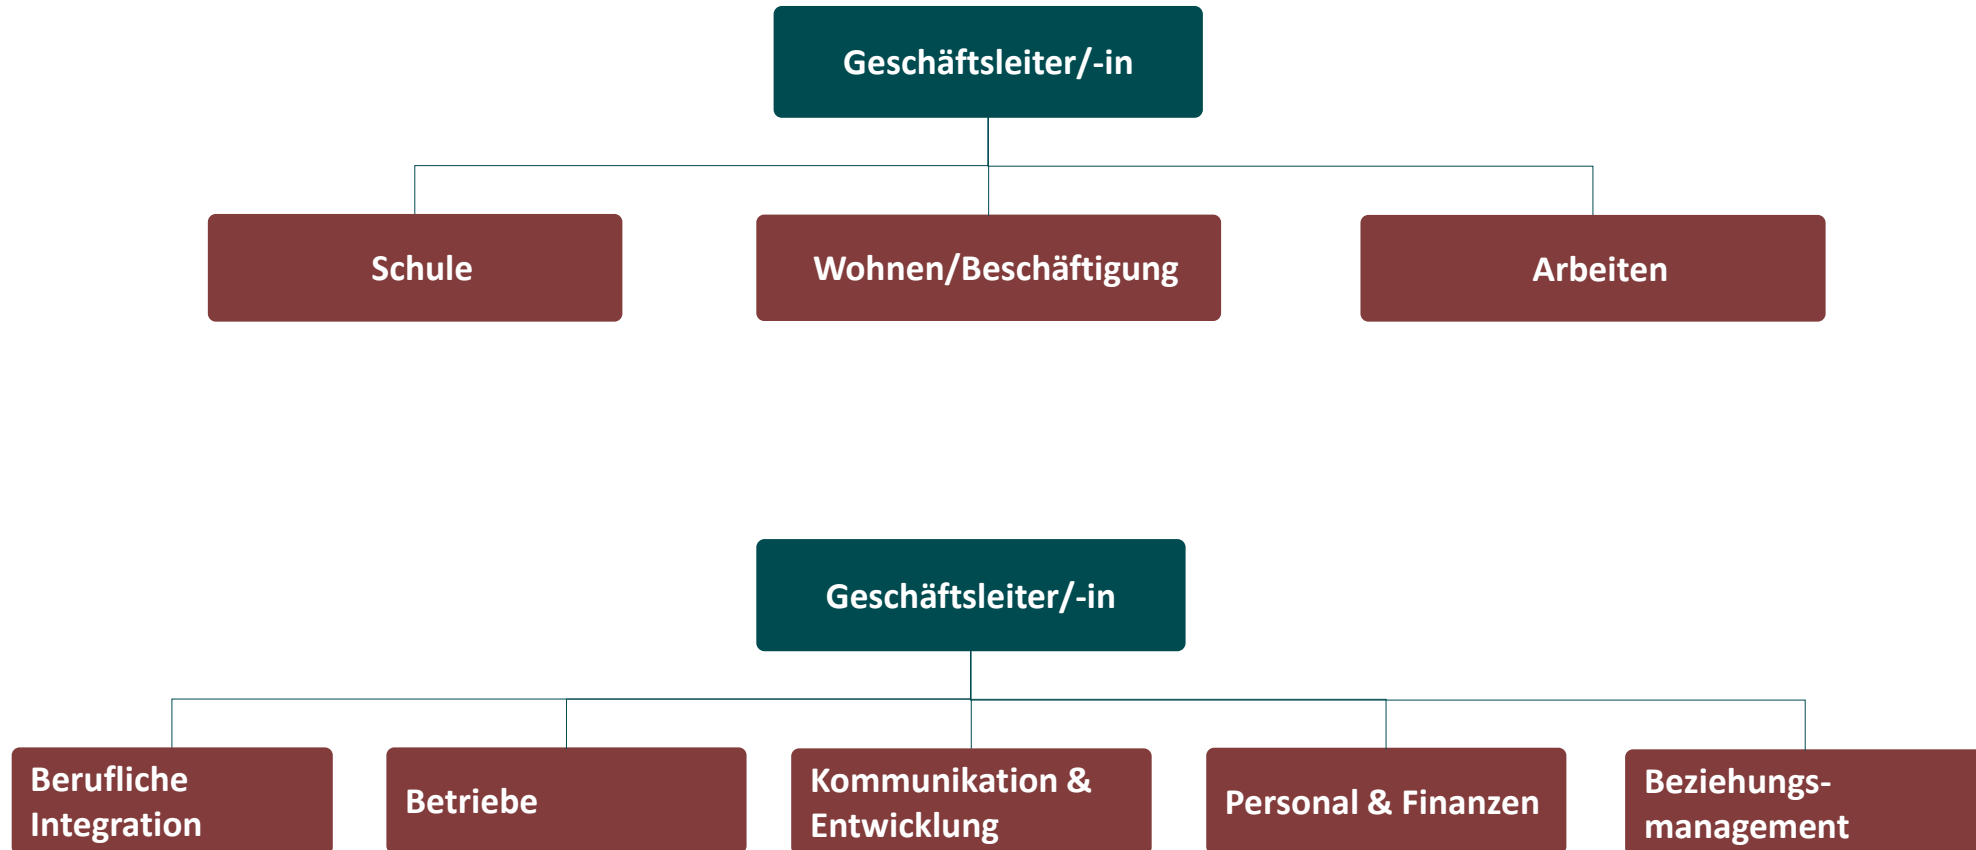 Geschäftsleiter/-in
Schule
Wohnen/Beschäftigung
Arbeiten
Geschäftsleiter/-in
Berufliche
Integration
Betriebe
Kommunikation &
Entwicklung
Personal & Finanzen
Beziehungs-
management